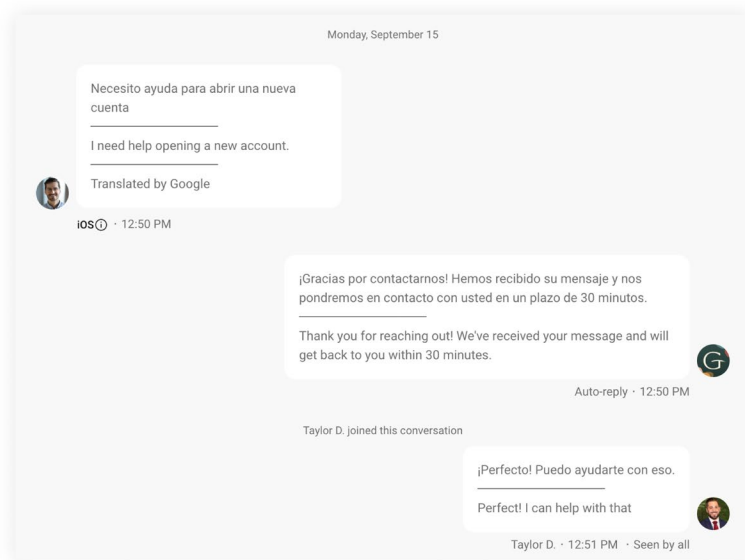 Monday, September 15
Necesito ayuda para abrir una nueva
cuenta
I need help opening a new account.
Translated by Google
iOS · 12:50 PM
¡Gracias por contactarnos! Hemos recibido su mensaje y nos
pondremos en contacto con usted en un plazo de 30 minutos.
Thank you for reaching out! We've received your message and will
get back to you within 30 minutes.
G
Auto-reply · 12:50 PM
Taylor D. joined this conversation
¡Perfecto! Puedo ayudarte con eso.
Perfect! I can help with that
Taylor D. · 12:51 PM · Seen by all